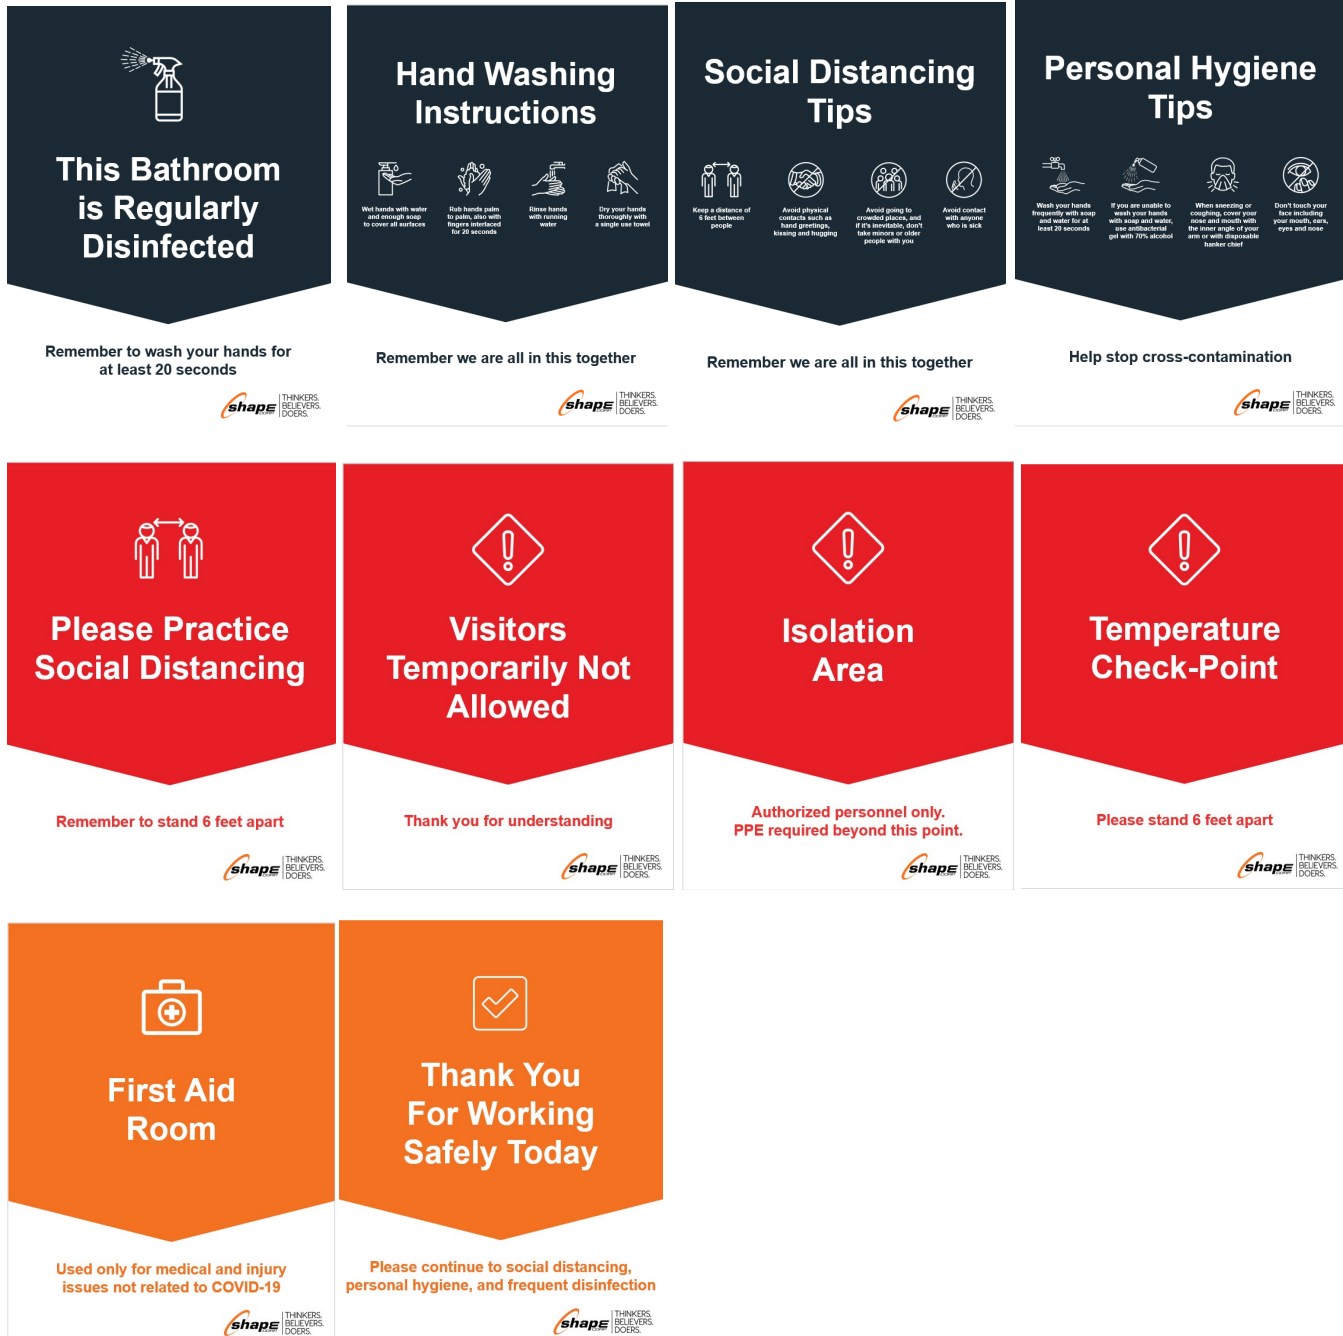 This Bathroom
is Regularly
Disinfected
Remember to wash your hands for
at least 20 seconds
shape
CORP.
THINKERS.
BELIEVERS.
DOERS.
Hand Washing
Instructions
Wet hands with water
and enough soap
to cover all surfaces
Rub hands palm
to palm, also with
fingers interlaced
for 20 seconds
Rinse hands
with running
water
Dry your hands
thoroughly with
a single use towel
Remember we are all in this together
shape
CORP.
THINKERS.
BELIEVERS.
DOERS.
Social Distancing
Tips
Keep a distance of
6 feet between
people
Avoid physical
contacts such as
hand greetings,
kissing and hugging
Avoid going to
crowded places, and
if it's inevitable, don't
take minors or older
people with you
Avoid contact
with anyone
who is sick
Remember we are all in this together
shape
CORP.
THINKERS.
BELIEVERS.
DOERS.
Personal Hygiene
Tips
Wash your hands
frequently with soap
and water for at
least 20 seconds
If you are unable to
wash your hands
with soap and water,
use antibacterial
gel with 70% alcohol
When sneezing or
coughing, cover your
nose and mouth with
the inner angle of your
arm or with disposable
hanker chief
Don't touch your
face including
your mouth, ears,
eyes and nose
Help stop cross-contamination
shape
CORP.
THINKERS.
BELIEVERS.
DOERS.
Please Practice
Social Distancing
Remember to stand 6 feet apart
shape
CORP.
THINKERS.
BELIEVERS.
DOERS.
Visitors
Temporarily Not
Allowed
Thank you for understanding
shape
CORP.
THINKERS.
BELIEVERS.
DOERS.
Isolation
Area
Authorized personnel only.
PPE required beyond this point.
shape
CORP.
THINKERS.
BELIEVERS.
DOERS.
Temperature
Check-Point
Please stand 6 feet apart
shape
CORP.
THINKERS.
BELIEVERS.
DOERS.
First Aid
Room
Used only for medical and injury
issues not related to COVID-19
shape
CORP.
THINKERS.
BELIEVERS.
DOERS.
Thank You
For Working
Safely Today
Please continue to social distancing,
personal hygiene, and frequent disinfection
shape
CORP.
THINKERS.
BELIEVERS.
DOERS.